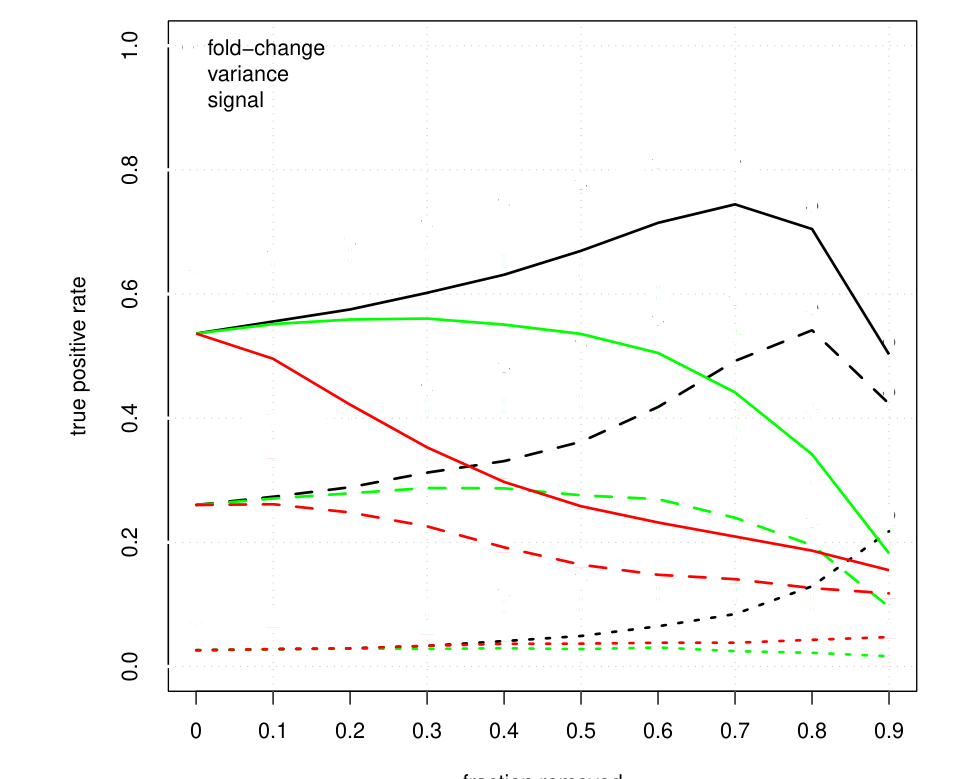 fold−change
variance
signal
true positive rate
1.0
0.8
0.6
0.4
0.2
0.0
0 0.1 0.2 0.3 0.4 0.5 0.6 0.7 0.8 0.9
fraction removed